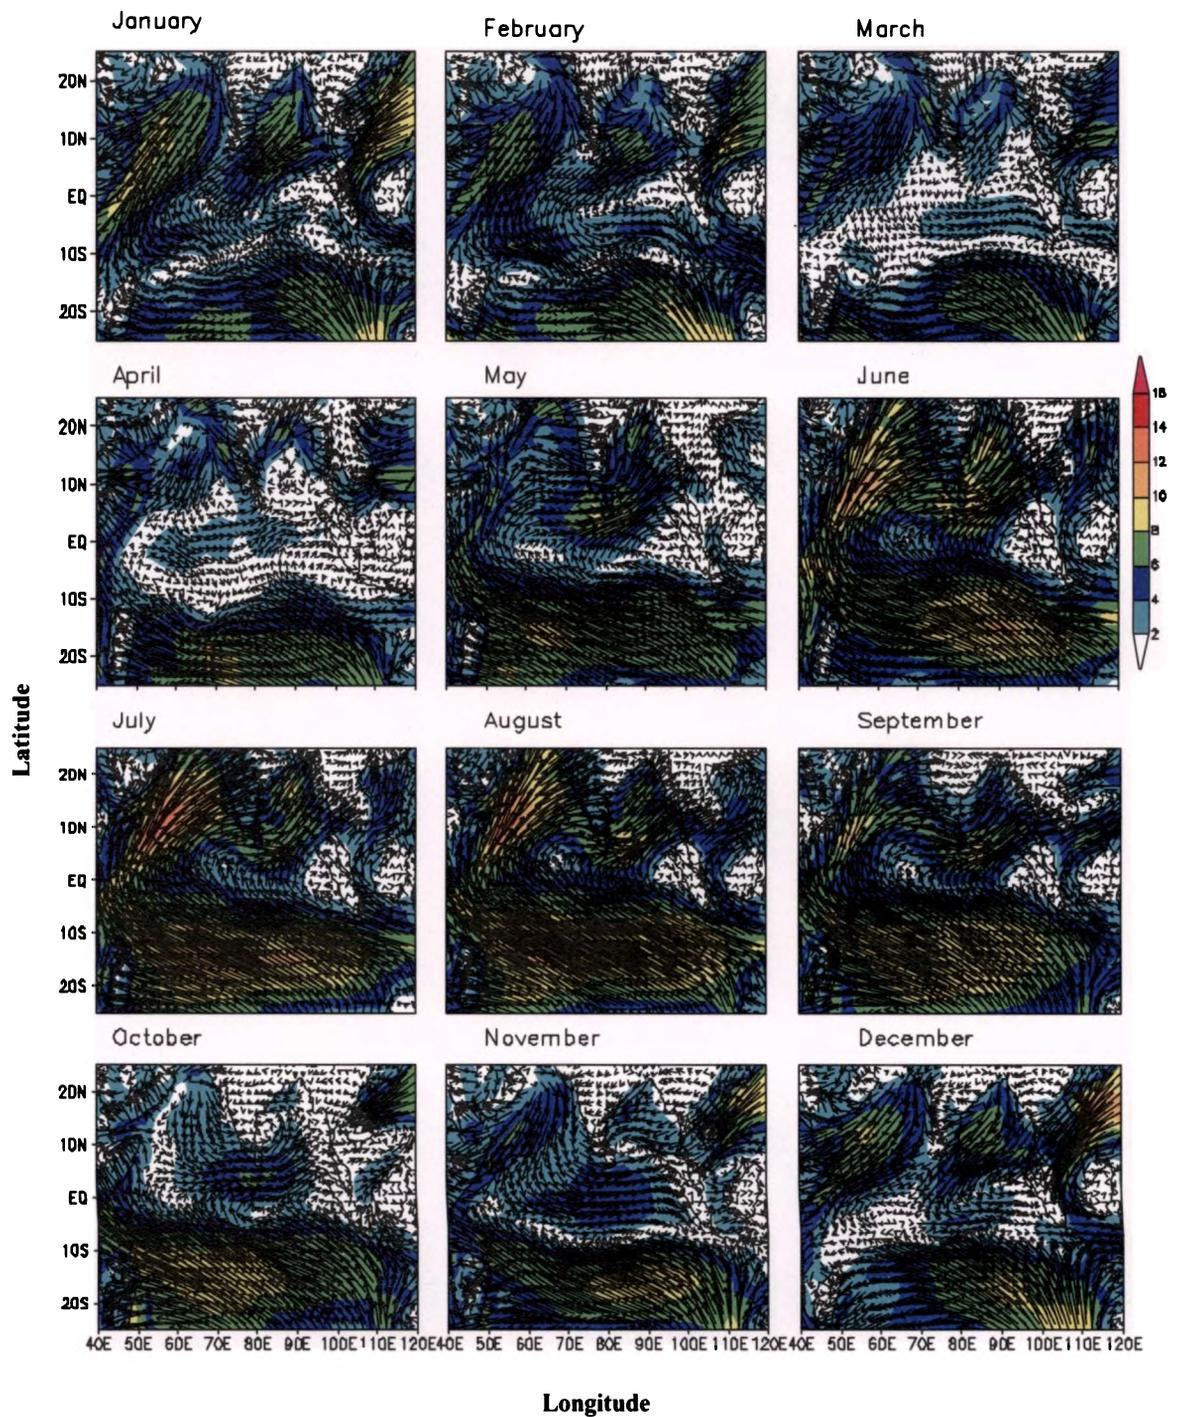 January February March
20N
10N
EQ
10S
20S
April May June
20N
10N
EQ
10S
20S
16
14
12
10
8
6
4
2
Latitude
July August September
20N
10N
EQ
10S
20S
October November December
20N
10N
EQ
10S
20S
40E 50E 60E 70E 80E 90E 100E 110E 120E 40E 50E 60E 70E 80E 90E 100E 110E 120E 40E 50E 60E 70E 80E 90E 100E 110E 120E
Longitude